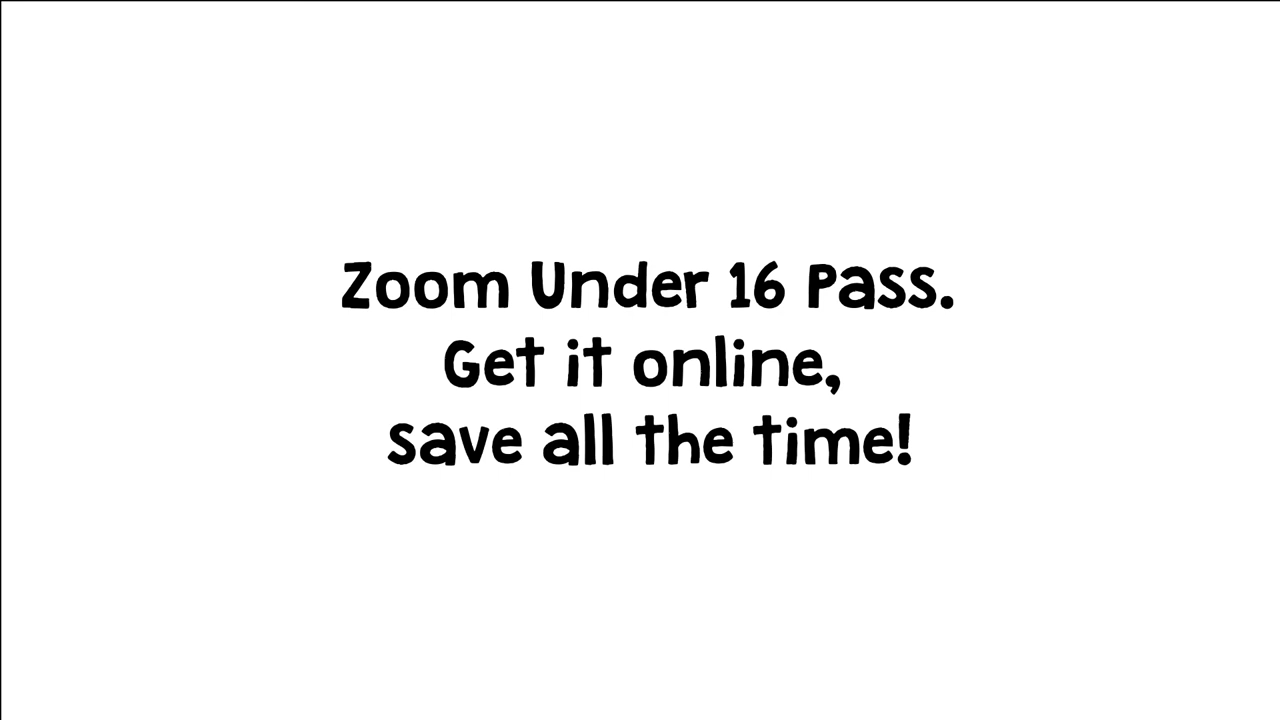 Zoom Under 16 Pass.
Get it online,
save all the time!